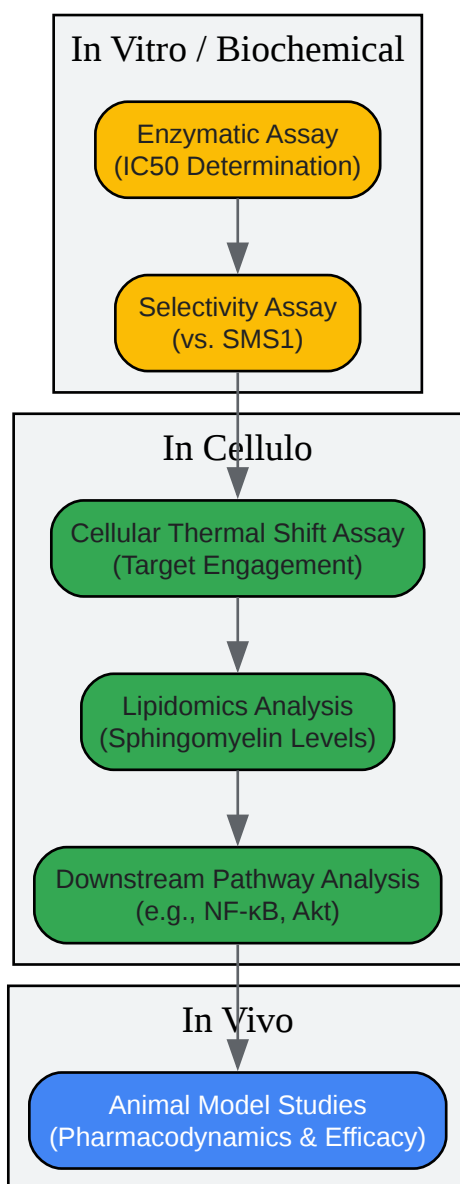 In Vitro / Biochemical
Enzymatic Assay
(IC50 Determination)
Selectivity Assay
(vs. SMS1)
In Cellulo
Cellular Thermal Shift Assay
(Target Engagement)
Lipidomics Analysis
(Sphingomyelin Levels)
Downstream Pathway Analysis
(e.g., NF-κB, Akt)
In Vivo
Animal Model Studies
(Pharmacodynamics & Efficacy)